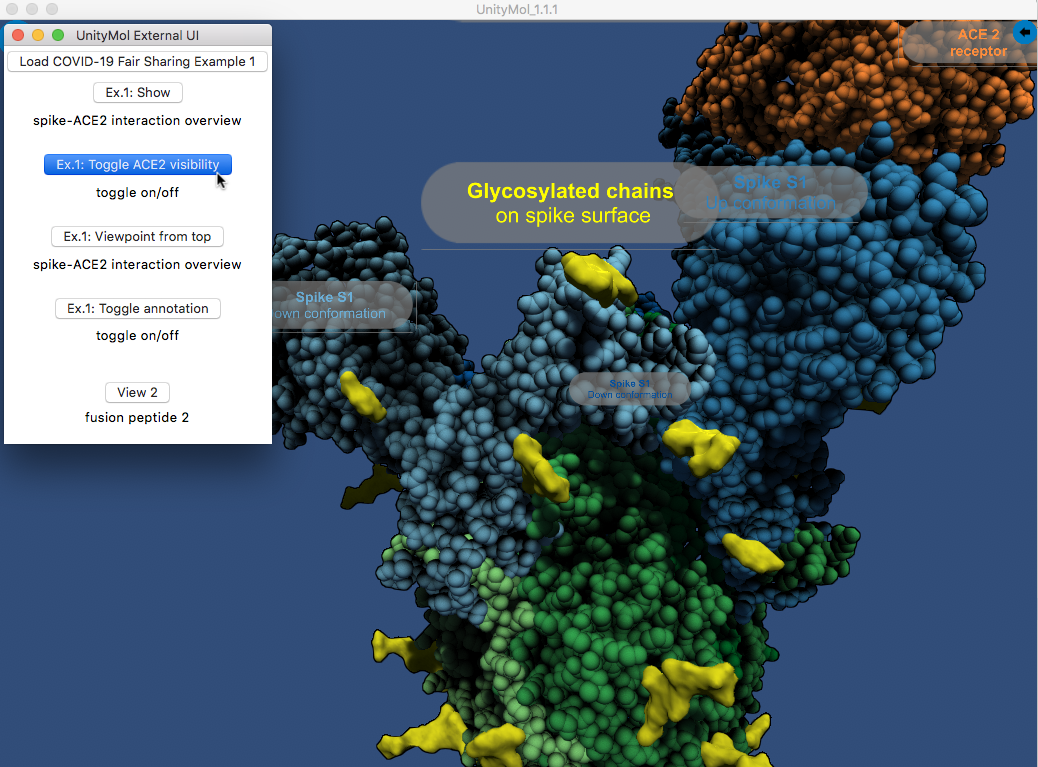 UnityMol_1.1.1
UnityMol External UI
Load COVID-19 Fair Sharing Example 1
Ex.1: Show
spike-ACE2 interaction overview
Ex.1: Toggle ACE2 visibility
toggle on/off
Ex.1: Viewpoint from top
spike-ACE2 interaction overview
Ex.1: Toggle annotation
toggle on/off
View 2
fusion peptide 2
ACE 2
receptor
Glycosylated chains
on spike surface
Spike S1
Up conformation
Spike S1
Down conformation
Spike S1
Down conformation